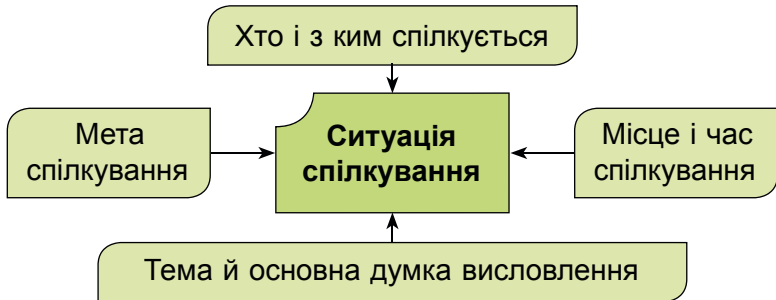 Хто і з ким спілкується
Мета
спілкування
Ситуація
спілкування
Місце і час
спілкування
Тема й основна думка висловлення